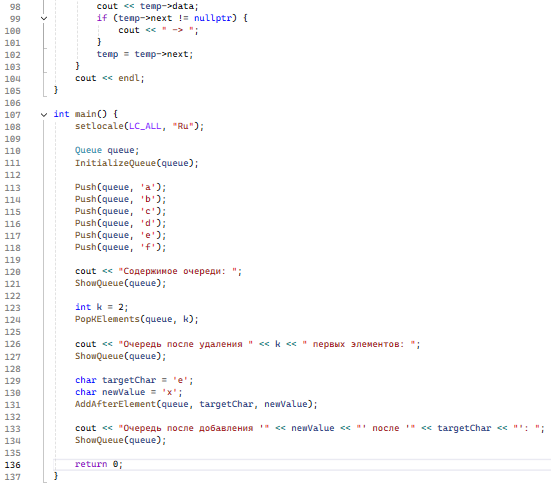 98 cout << temp->data;
99 if (temp->next != nullptr) {
100 cout << " -> ";
101 }
102 temp = temp->next;
103 }
104 cout << endl;
105 }
106
107 int main() {
108 setlocale(LC_ALL, "Ru");
109
110 Queue queue;
111 InitializeQueue(queue);
112
113 Push(queue, 'a');
114 Push(queue, 'b');
115 Push(queue, 'c');
116 Push(queue, 'd');
117 Push(queue, 'e');
118 Push(queue, 'f');
119
120 cout << "Содержимое очереди: ";
121 ShowQueue(queue);
122
123 int k = 2;
124 PopKElements(queue, k);
125
126 cout << "Очередь после удаления " << k << " первых элементов: ";
127 ShowQueue(queue);
128
129 char targetChar = 'e';
130 char newValue = 'x';
131 AddAfterElement(queue, targetChar, newValue);
132
133 cout << "Очередь после добавления '" << newValue << "' после '" << targetChar << "': ";
134 ShowQueue(queue);
135
136 return 0;
137 }